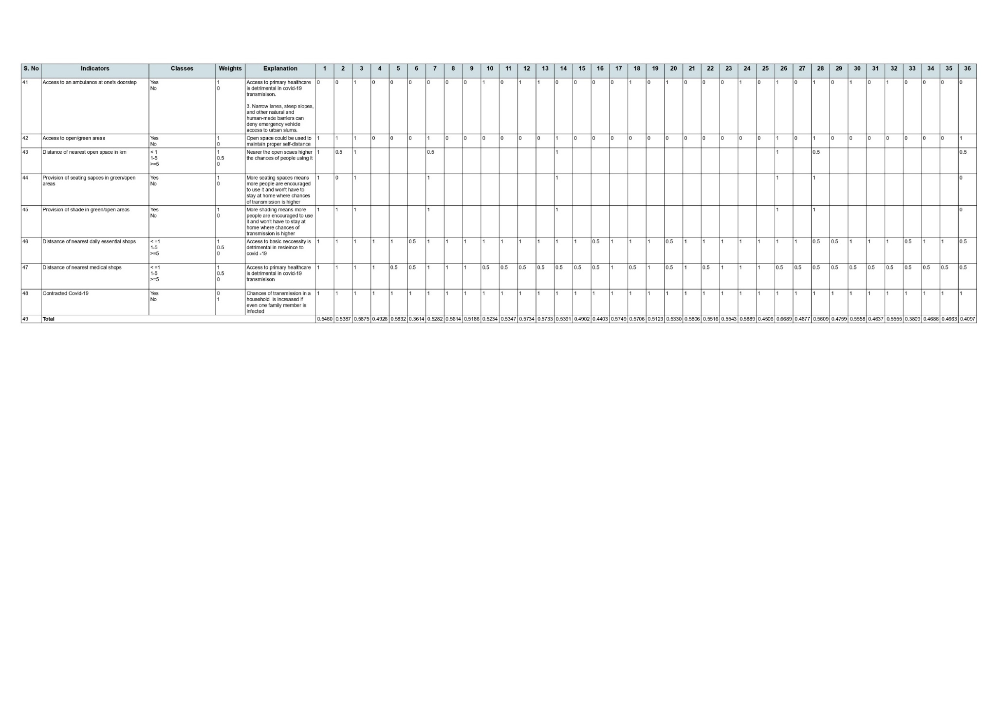 S. No Indicators Classes Weights Explanation 1 2 3 4 5 6 7 8 9 10 11 12 13 14 15 16 17 18 19 20 21 22 23 24 25 26 27 28 29 30 31 32 33 34 35 36
41 Access to an ambulance at one's doorstep Yes 1 Access to primary healthcare 0 0 1 0 0 0 0 0 0 1 0 1 1 0 0 0 0 1 0 1 0 0 0 1 0 1 0 1 0 1 0 1 0 0 0 0
No 0 is detrimental in covid-19
transmisison.
3. Narrow lanes, steep slopes,
and other natural and
human-made barriers can
deny emergency vehicle
access to urban slums.
42 Access to open/green areas Yes 1 Open space could be used to 1 1 1 0 0 0 1 0 0 0 0 0 0 1 0 0 0 0 0 0 0 0 0 0 0 1 0 1 0 0 0 0 0 0 0 1
No 0 maintain proper self-distance
43 Distance of nearest open space in km < 1 1 Nearer the open scaes higher 1 0.5 1 0.5 1 1 0.5 0.5
1-5 0.5 the chances of people using it
>=5 0
44 Provision of seating sapces in green/open Yes 1 More seating spaces means 1 0 1 1 1 1 1 0
areas No 0 more people are encouraged
to use it and won't have to
stay at home where chances
of transmission is higher
45 Provision of shade in green/open areas Yes 1 More shading means more 1 1 1 1 1 1 1 0
No 0 people are encouraged to use
it and won't have to stay at
home where chances of
transmission is higher
46 Distsance of nearest daily essential shops < =1 1 Access to basic neccessity is 1 1 1 1 1 0.5 1 1 1 1 1 1 1 1 1 0.5 1 1 1 0.5 1 1 1 1 1 1 1 0.5 0.5 1 1 1 0.5 1 1 0.5
1-5 0.5 detrimental in resleince to
>=5 0 covid -19
47 Distsance of nearest medical shops < =1 1 Access to primary healthcare 1 1 1 1 0.5 0.5 1 1 1 0.5 0.5 0.5 0.5 0.5 0.5 0.5 1 0.5 1 0.5 1 0.5 1 1 1 0.5 0.5 0.5 0.5 0.5 0.5 0.5 0.5 0.5 0.5 0.5
1-5 0.5 is detrimental in covid-19
>=5 0 transmisison
48 Contracted Covid-19 Yes 0 Chances of transmission in a 1 1 1 1 1 1 1 1 1 1 1 1 1 1 1 1 1 1 1 1 1 1 1 1 1 1 1 1 1 1 1 1 1 1 1 1
No 1 household is increased if
even one family member is
infected
49 Total 0.5460 0.5387 0.5875 0.4926 0.5832 0.3614 0.5282 0.5614 0.5186 0.5234 0.5347 0.5734 0.5733 0.5391 0.4902 0.4403 0.5749 0.5706 0.5123 0.5330 0.5806 0.5516 0.5543 0.5889 0.4506 0.6689 0.4877 0.5609 0.4759 0.5558 0.4637 0.5555 0.3809 0.4686 0.4663 0.4097